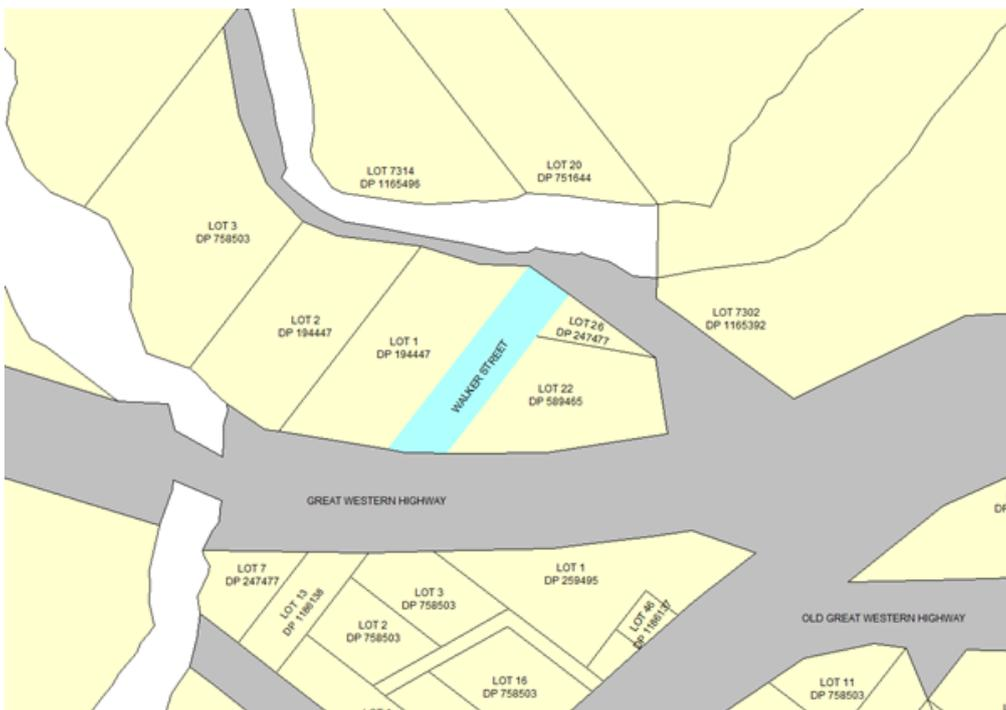 LOT 7314
DP 1165496
LOT 20
DP 751644
LOT 3
DP 758503
LOT 2
DP 194447
LOT 1
DP 194447
WALKER STREET
LOT 26
DP 247477
LOT 7302
DP 1165392
LOT 22
DP 589465
GREAT WESTERN HIGHWAY
LOT 7
DP 247477
LOT 13
DP 1186138
LOT 3
DP 758503
LOT 2
DP 758503
LOT 1
DP 259495
LOT 46
DP 1186137
LOT 16
DP 758503
OLD GREAT WESTERN HIGHWAY
LOT 11
DP 758503